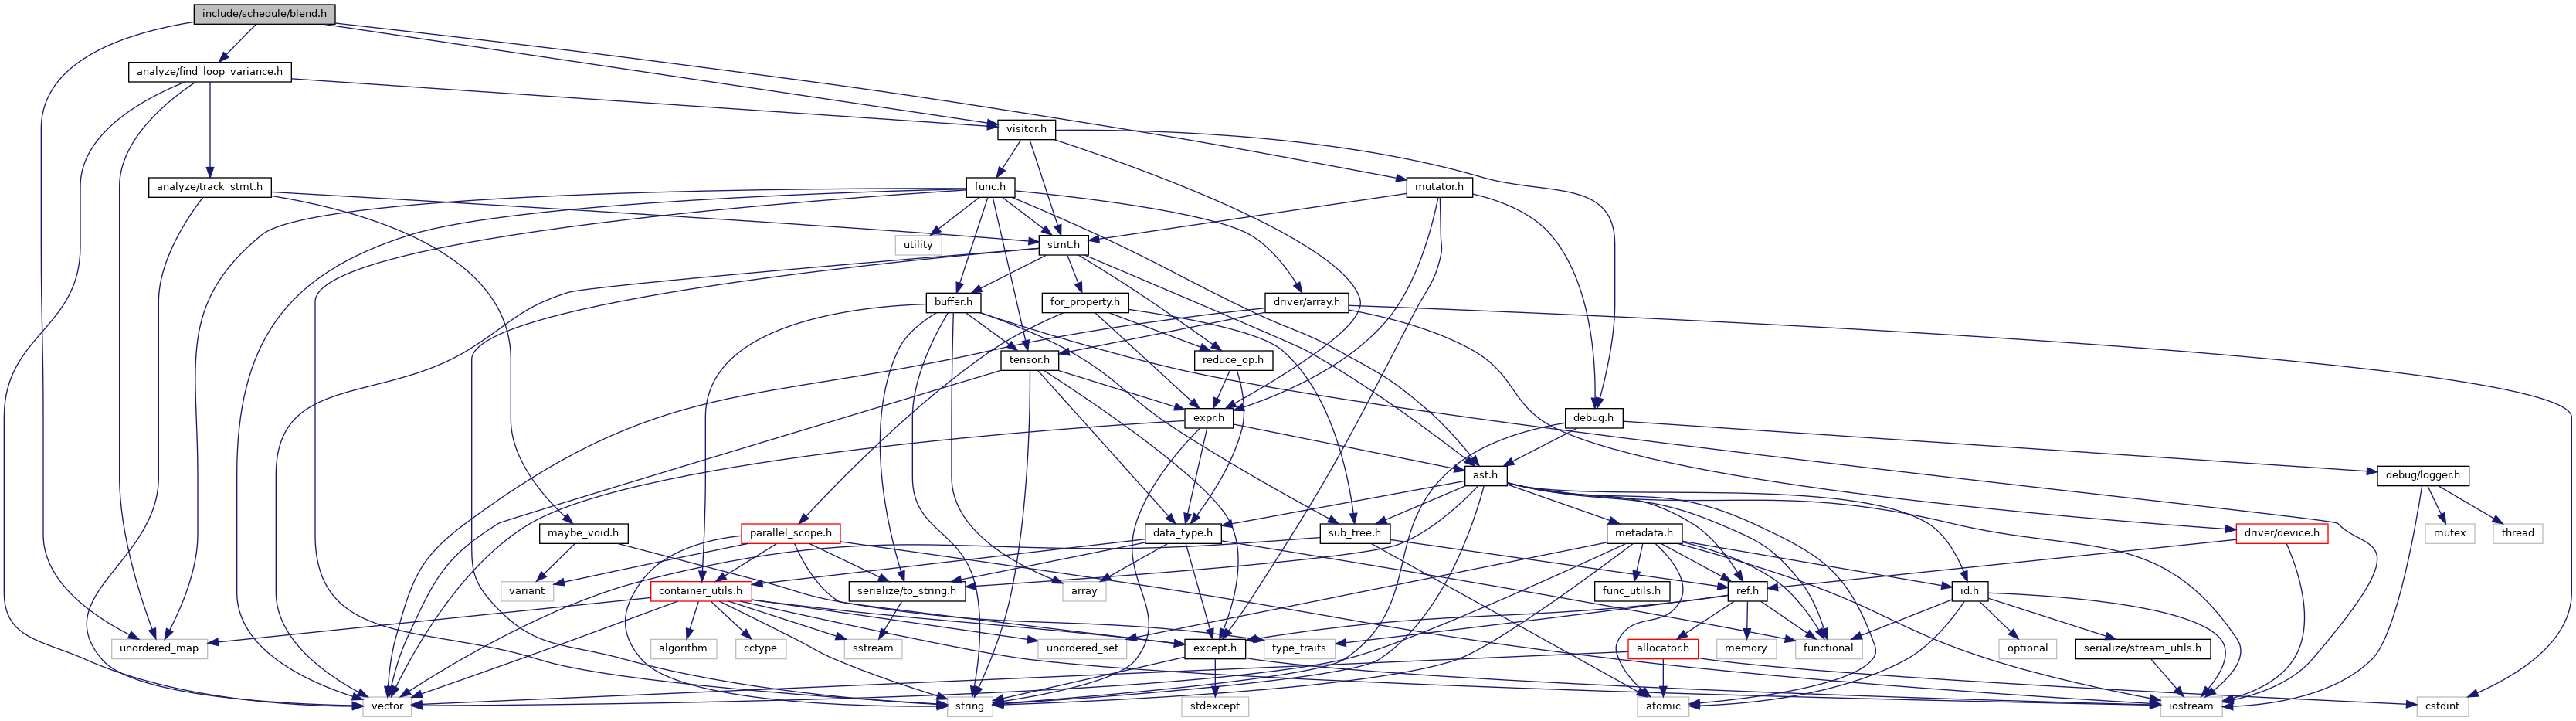 include/schedule/blend.h
analyze/find_loop_variance.h
visitor.h
analyze/track_stmt.h
func.h
mutator.h
utility
stmt.h
buffer.h
for_property.h
driver/array.h
tensor.h
reduce_op.h
expr.h
debug.h
ast.h
debug/logger.h
maybe_void.h
parallel_scope.h
data_type.h
sub_tree.h
metadata.h
driver/device.h
mutex
thread
variant
container_utils.h
serialize/to_string.h
array
func_utils.h
ref.h
id.h
unordered_map
algorithm
cctype
sstream
unordered_set
except.h
type_traits
allocator.h
memory
functional
optional
serialize/stream_utils.h
vector
string
stdexcept
atomic
iostream
cstdint